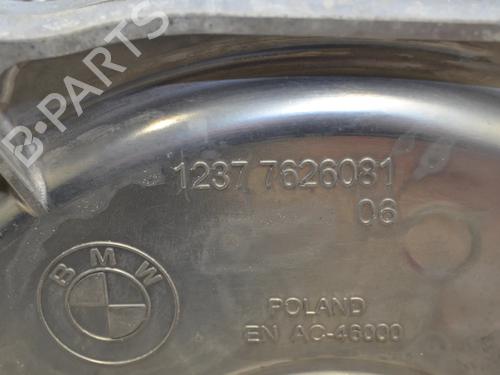 B-PARTS
1237 7626081
06
BMW
POLAND
EN AC-46000